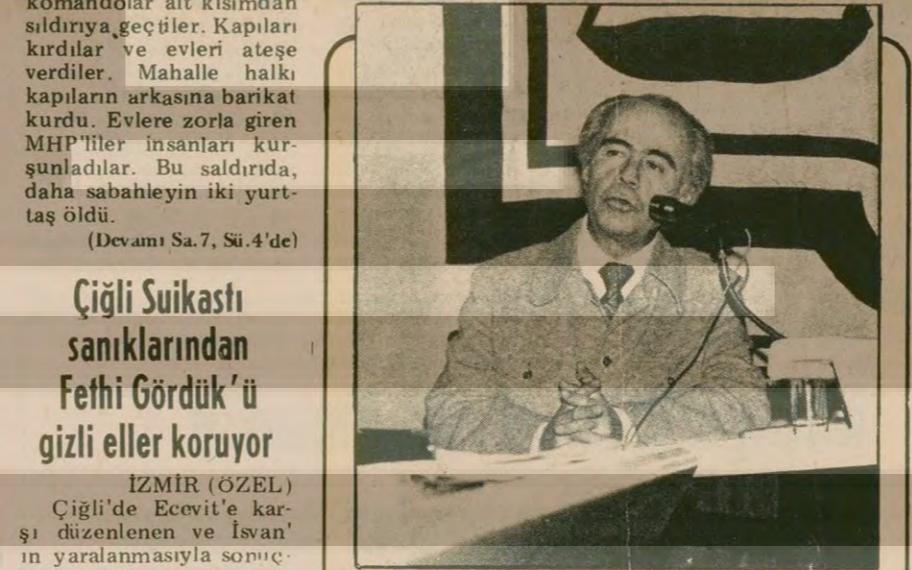 komandolar alt kısımdan
sıldırıya geçtiler. Kapıları
kırdılar ve evleri ateşe
verdiler. Mahalle halkı
kapıların arkasına barikat
kurdu. Evlere zorla giren
MHP'liler insanları kur-
şunladılar. Bu saldırıda,
daha sabahleyin iki yurt-
taş öldü.
(Devamı Sa.7, Sü.4'de)
Çiğli Suikastı
sanıklarından
Fethi Gördük'ü
gizli eller koruyor
İZMİR (ÖZEL)
Çiğli'de Ecevit'e kar-
şı düzenlenen ve İsvan'
ın yaralanmasıyla sonuç-